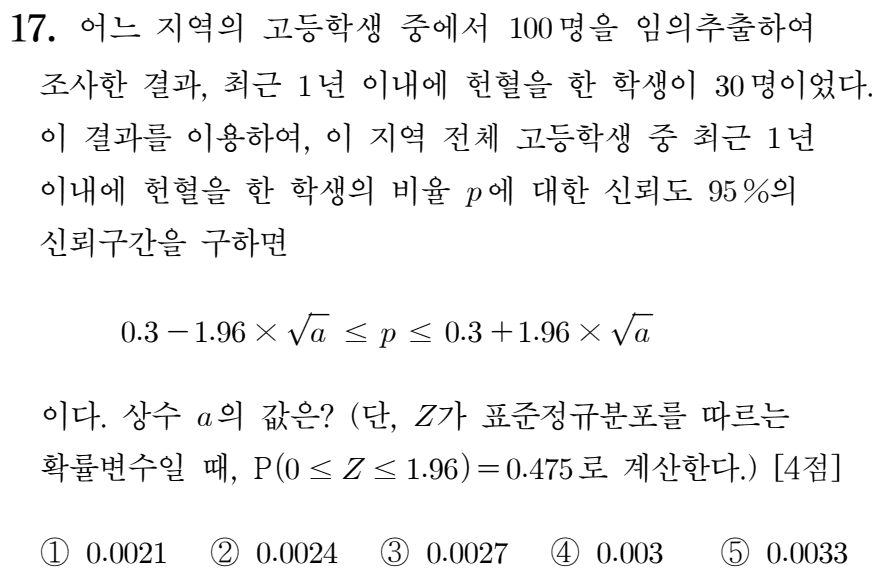 17. 어느 지역의 고등학생 중에서 100명을 임의추출하여
조사한 결과, 최근 1년 이내에 헌혈을 한 학생이 30명이었다.
이 결과를 이용하여, 이 지역 전체 고등학생 중 최근 1년
이내에 헌혈을 한 학생의 비율 p에 대한 신뢰도 95%의
신뢰구간을 구하면
0.3 − 1.96 × √a ≤ p ≤ 0.3 + 1.96 × √a
이다. 상수 a의 값은? (단, Z가 표준정규분포를 따르는
확률변수일 때, P(0 ≤ Z ≤ 1.96) = 0.475로 계산한다.) [4점]
① 0.0021 ② 0.0024 ③ 0.0027 ④ 0.003 ⑤ 0.0033